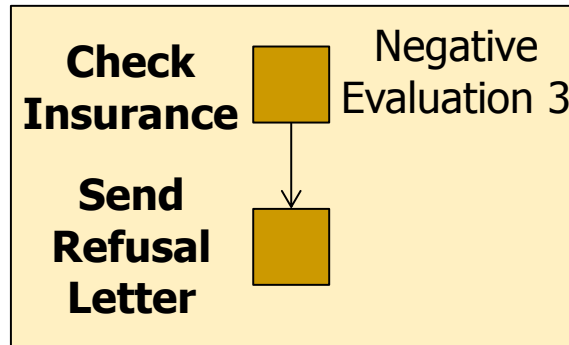 Check
Insurance
Negative
Evaluation 3
Send
Refusal
Letter